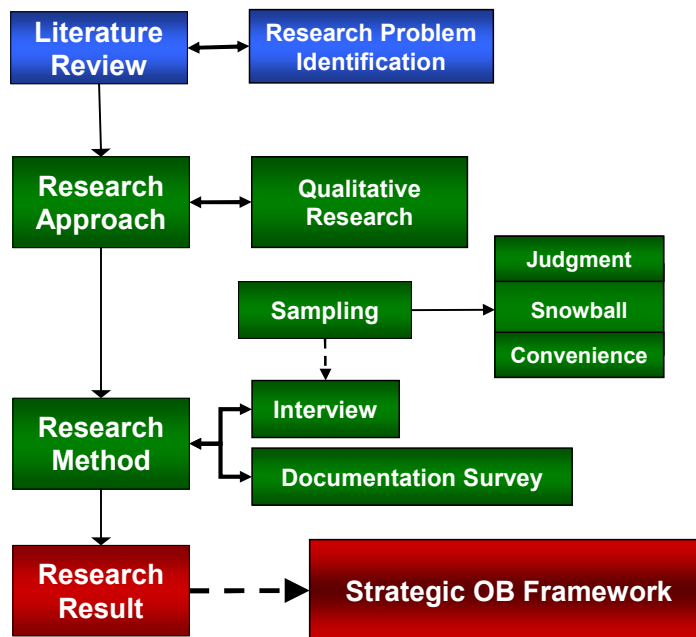 Literature
Review
Research Problem
Identification
Research
Approach
Qualitative
Research
Judgment
Sampling
Snowball
Convenience
Interview
Research
Method
Documentation Survey
Research
Result
Strategic OB Framework